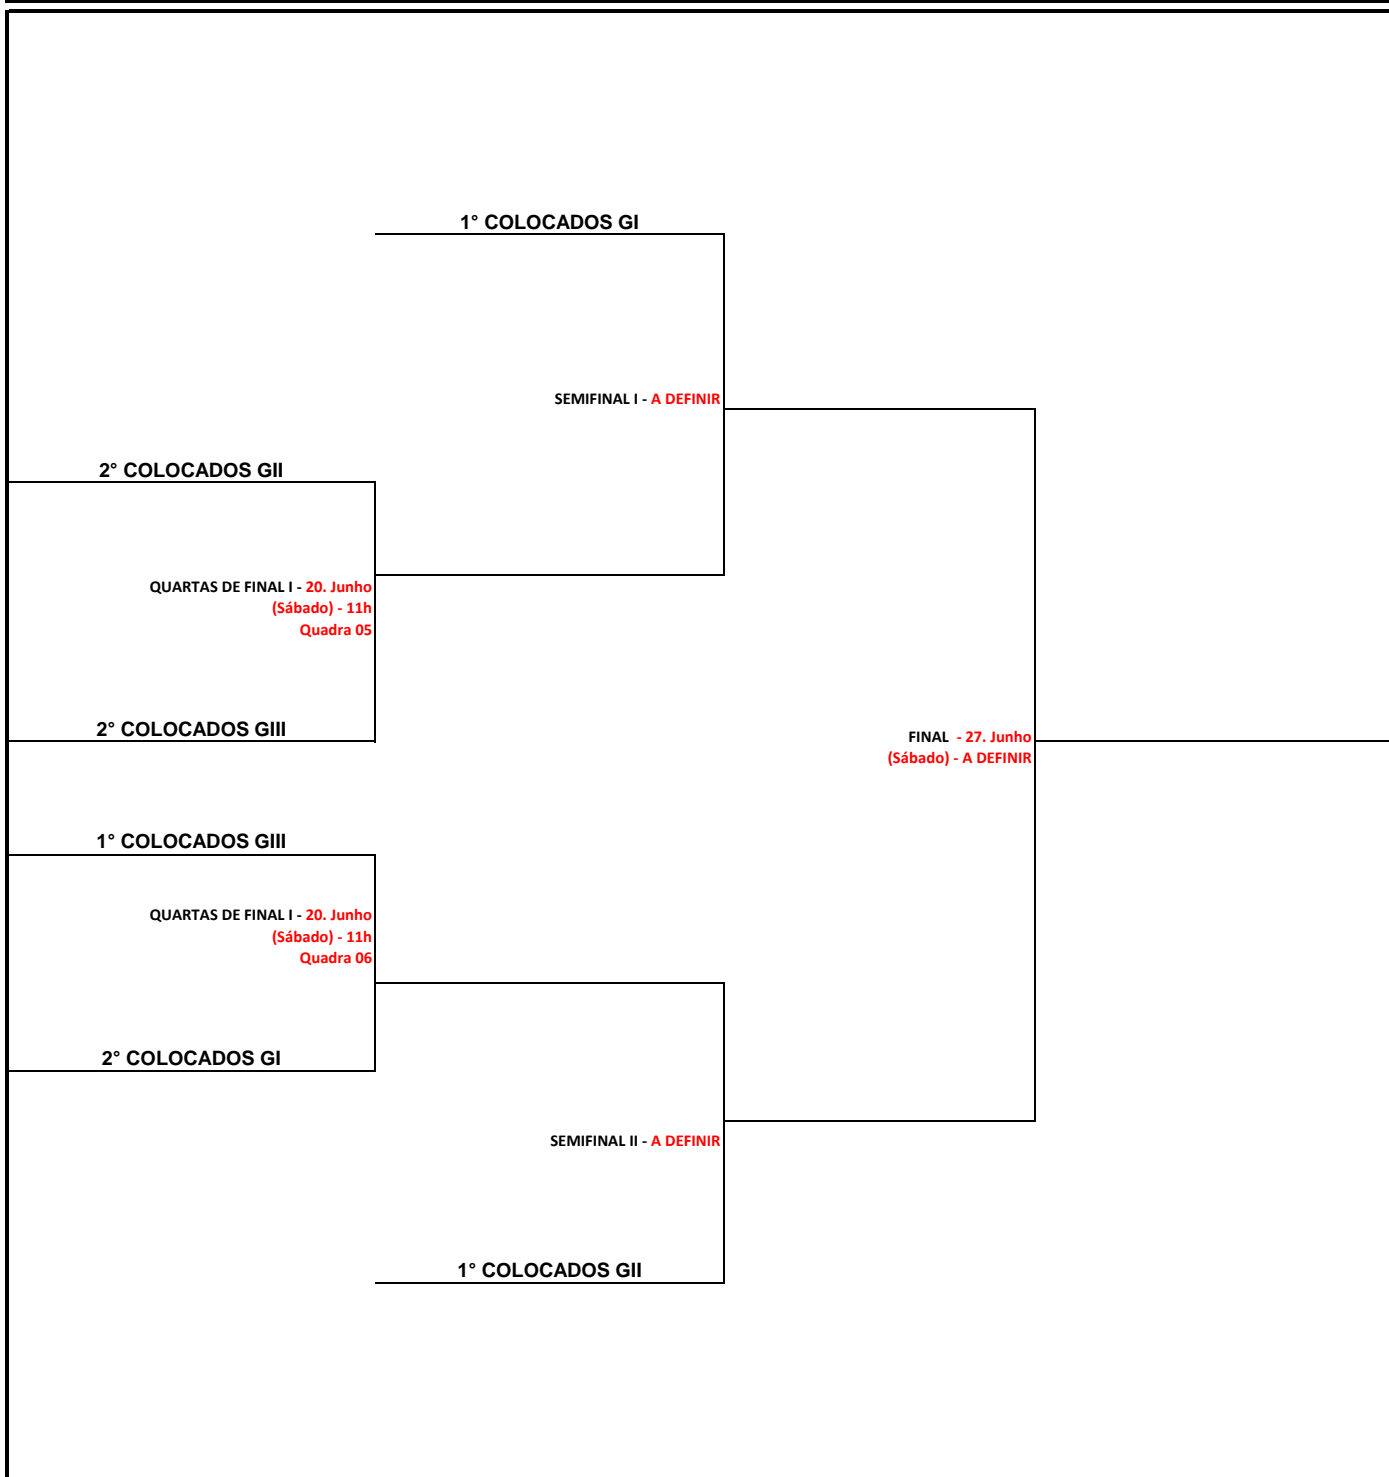 1° COLOCADOS GI
SEMIFINAL I - A DEFINIR
2° COLOCADOS GII
QUARTAS DE FINAL I - 20. Junho
(Sábado) - 11h
Quadra 05
2° COLOCADOS GIII
FINAL - 27. Junho
(Sábado) - A DEFINIR
1° COLOCADOS GIII
QUARTAS DE FINAL I - 20. Junho
(Sábado) - 11h
Quadra 06
2° COLOCADOS GI
SEMIFINAL II - A DEFINIR
1° COLOCADOS GII